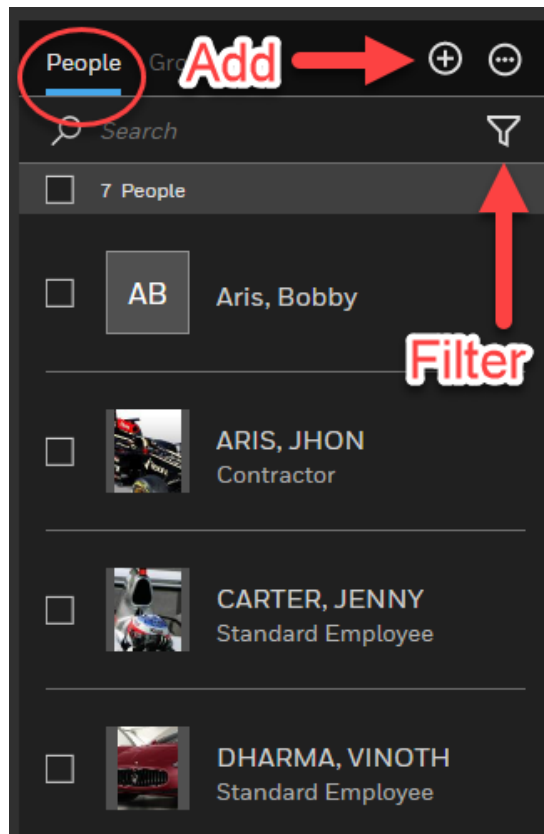 People Gro Add
Search
7 People
AB Aris, Bobby
Filter
ARIS, JHON
Contractor
CARTER, JENNY
Standard Employee
DHARMA, VINOTH
Standard Employee